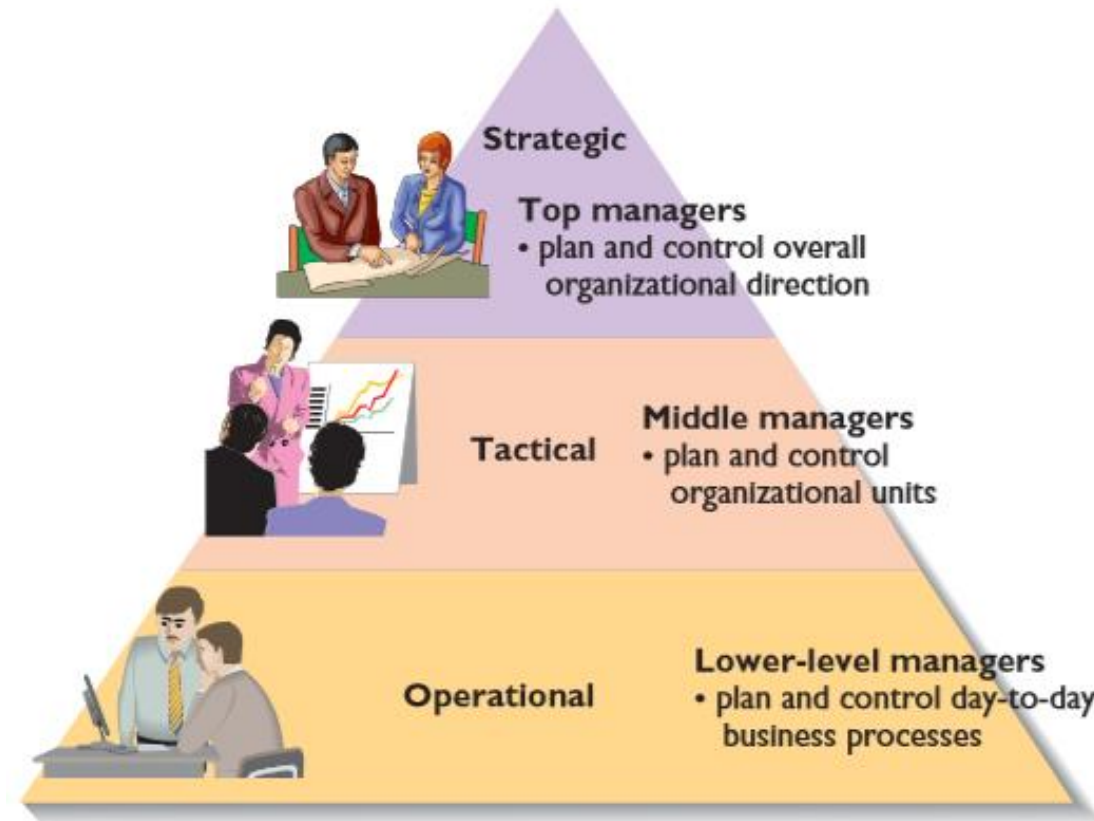 Strategic
Top managers
• plan and control overall
organizational direction
Tactical
Middle managers
• plan and control
organizational units
Operational
Lower-level managers
• plan and control day-to-day
business processes